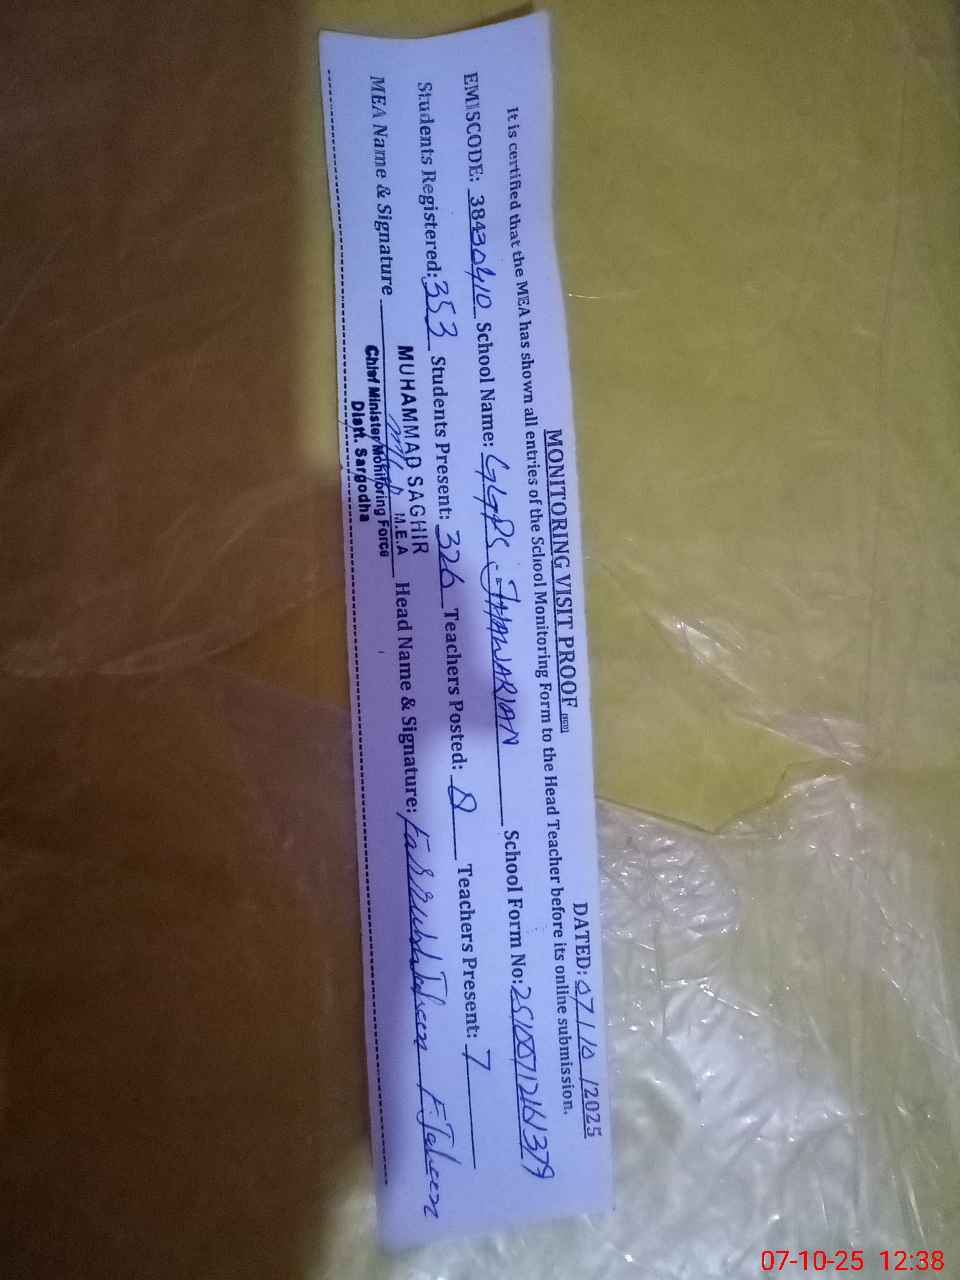 MONITORING VISIT PROOF
DATED: 07/10/2025
It is certified that the MEA has shown all entries of the School Monitoring Form to the Head Teacher before its online submission.
EMISCODE: 38430410 School Name: GGPS JHAWARIAN School Form No:
Students Registered: 353 Students Present: 326 Teachers Posted: 8 Teachers Present: 7
MEA Name & Signature MUHAMMAD SAGHIR Head Name & Signature:
M.E.A
Chief Minister Monitoring Force
Distt. Sargodha
07-10-25 12:38